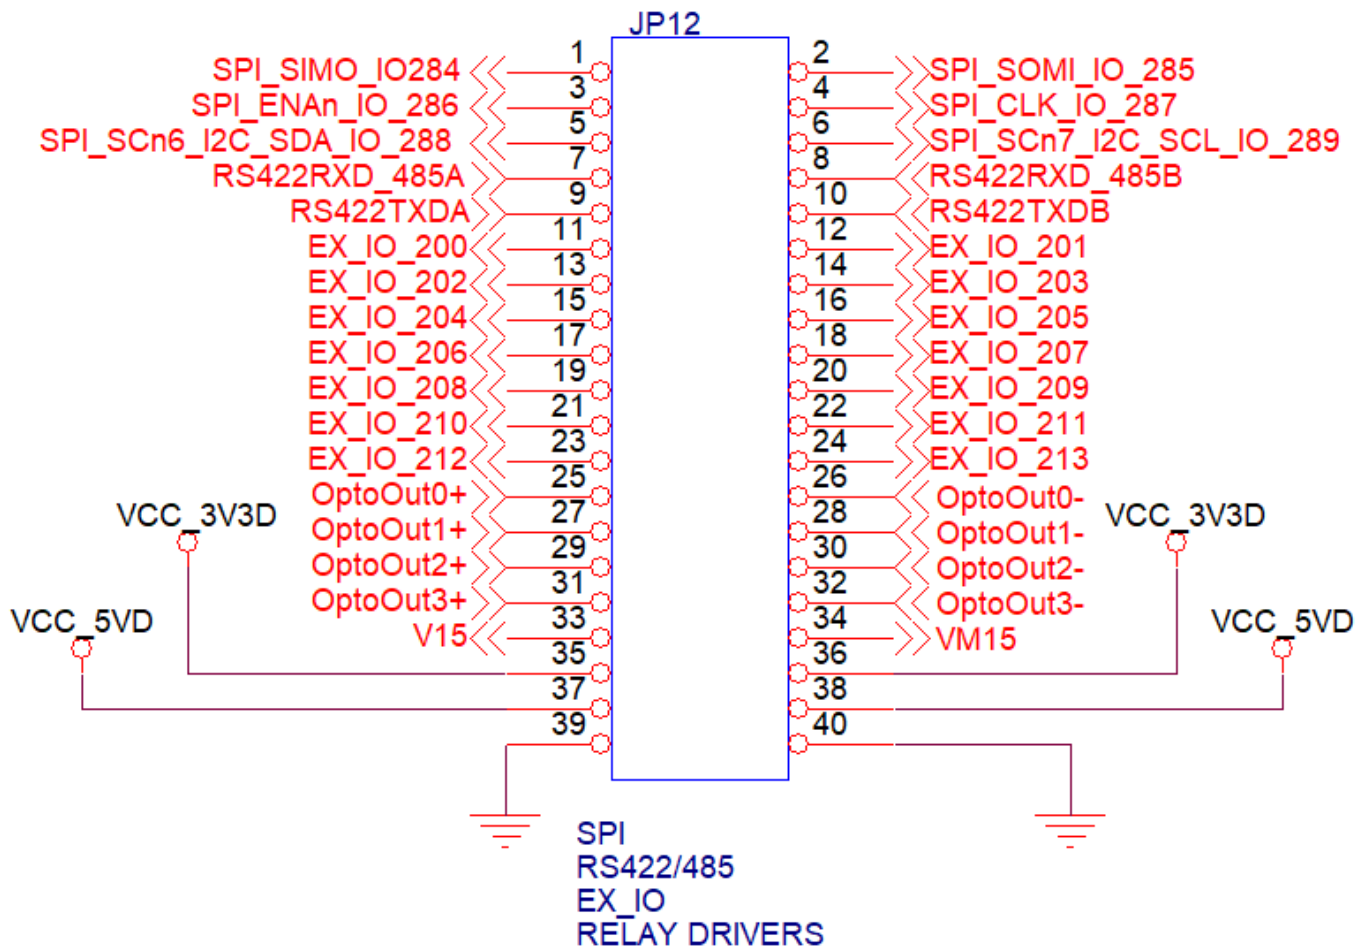 JP12
1 2
SPI_SIMO_IO284 SPI_SOMI_IO_285
3 4
SPI_ENAn_IO_286 SPI_CLK_IO_287
5 6
SPI_SCn6_I2C_SDA_IO_288 SPI_SCn7_I2C_SCL_IO_289
7 8
RS422RXD_485A RS422RXD_485B
9 10
RS422TXDA RS422TXDB
11 12
EX_IO_200 EX_IO_201
13 14
EX_IO_202 EX_IO_203
15 16
EX_IO_204 EX_IO_205
17 18
EX_IO_206 EX_IO_207
19 20
EX_IO_208 EX_IO_209
21 22
EX_IO_210 EX_IO_211
23 24
EX_IO_212 EX_IO_213
25 26
OptoOut0+ OptoOut0-
VCC_3V3D 27 28 VCC_3V3D
OptoOut1+ OptoOut1-
29 30
OptoOut2+ OptoOut2-
31 32
OptoOut3+ OptoOut3-
VCC_5VD 33 34 VCC_5VD
V15 VM15
35 36
37 38
39 40
SPI
RS422/485
EX_IO
RELAY DRIVERS